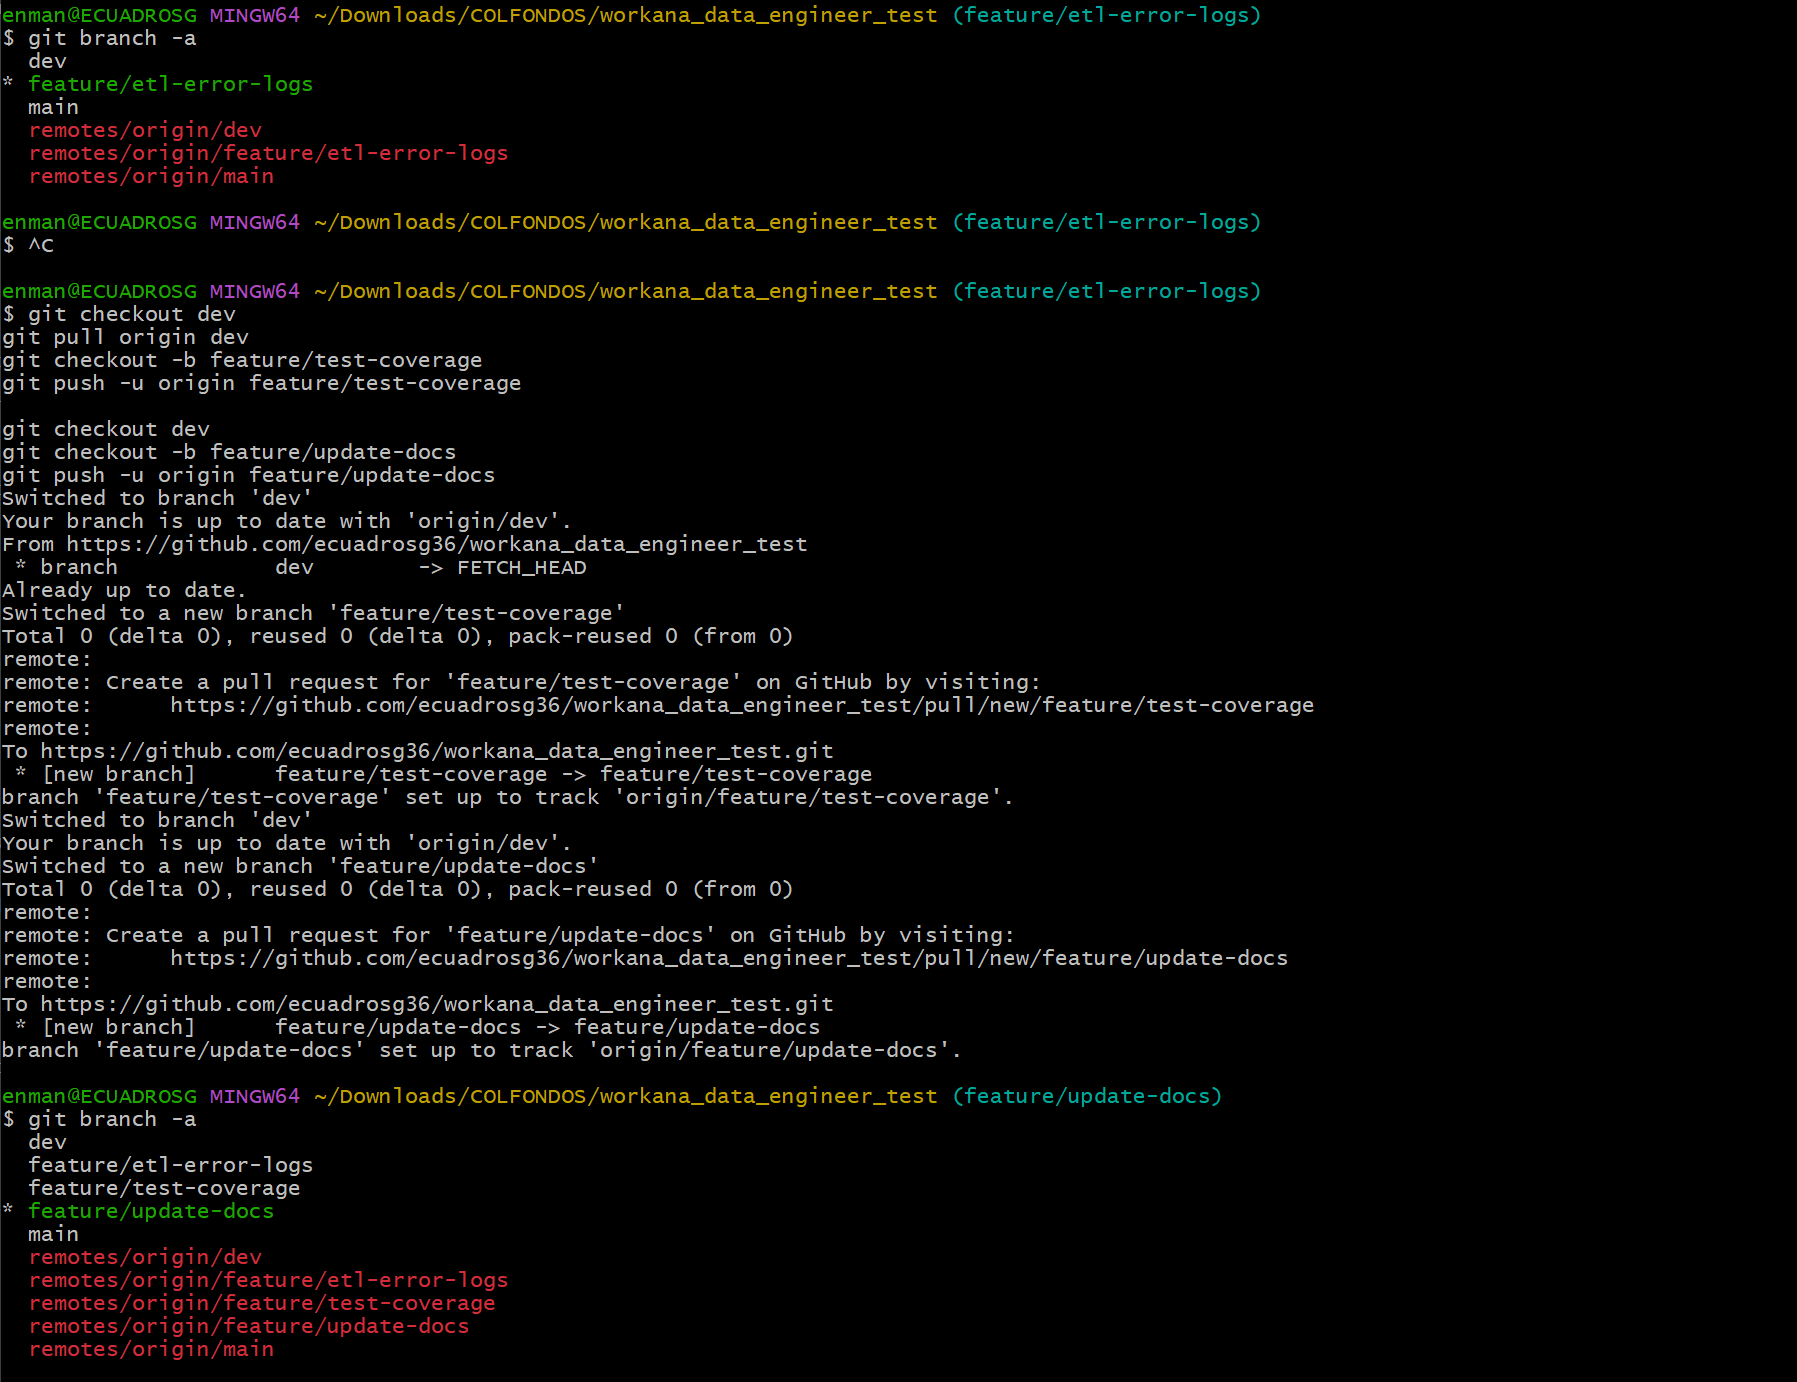 enman@ECUADROSG MINGW64 ~/Downloads/COLFONDOS/workana_data_engineer_test (feature/etl-error-logs)
$ git branch -a
  dev
* feature/etl-error-logs
  main
  remotes/origin/dev
  remotes/origin/feature/etl-error-logs
  remotes/origin/main

enman@ECUADROSG MINGW64 ~/Downloads/COLFONDOS/workana_data_engineer_test (feature/etl-error-logs)
$ ^C

enman@ECUADROSG MINGW64 ~/Downloads/COLFONDOS/workana_data_engineer_test (feature/etl-error-logs)
$ git checkout dev
git pull origin dev
git checkout -b feature/test-coverage
git push -u origin feature/test-coverage

git checkout dev
git checkout -b feature/update-docs
git push -u origin feature/update-docs
Switched to branch 'dev'
Your branch is up to date with 'origin/dev'.
From https://github.com/ecuadrosg36/workana_data_engineer_test
 * branch            dev        -> FETCH_HEAD
Already up to date.
Switched to a new branch 'feature/test-coverage'
Total 0 (delta 0), reused 0 (delta 0), pack-reused 0 (from 0)
remote:
remote: Create a pull request for 'feature/test-coverage' on GitHub by visiting:
remote:      https://github.com/ecuadrosg36/workana_data_engineer_test/pull/new/feature/test-coverage
remote:
To https://github.com/ecuadrosg36/workana_data_engineer_test.git
 * [new branch]      feature/test-coverage -> feature/test-coverage
branch 'feature/test-coverage' set up to track 'origin/feature/test-coverage'.
Switched to branch 'dev'
Your branch is up to date with 'origin/dev'.
Switched to a new branch 'feature/update-docs'
Total 0 (delta 0), reused 0 (delta 0), pack-reused 0 (from 0)
remote:
remote: Create a pull request for 'feature/update-docs' on GitHub by visiting:
remote:      https://github.com/ecuadrosg36/workana_data_engineer_test/pull/new/feature/update-docs
remote:
To https://github.com/ecuadrosg36/workana_data_engineer_test.git
 * [new branch]      feature/update-docs -> feature/update-docs
branch 'feature/update-docs' set up to track 'origin/feature/update-docs'.

enman@ECUADROSG MINGW64 ~/Downloads/COLFONDOS/workana_data_engineer_test (feature/update-docs)
$ git branch -a
  dev
  feature/etl-error-logs
  feature/test-coverage
* feature/update-docs
  main
  remotes/origin/dev
  remotes/origin/feature/etl-error-logs
  remotes/origin/feature/test-coverage
  remotes/origin/feature/update-docs
  remotes/origin/main